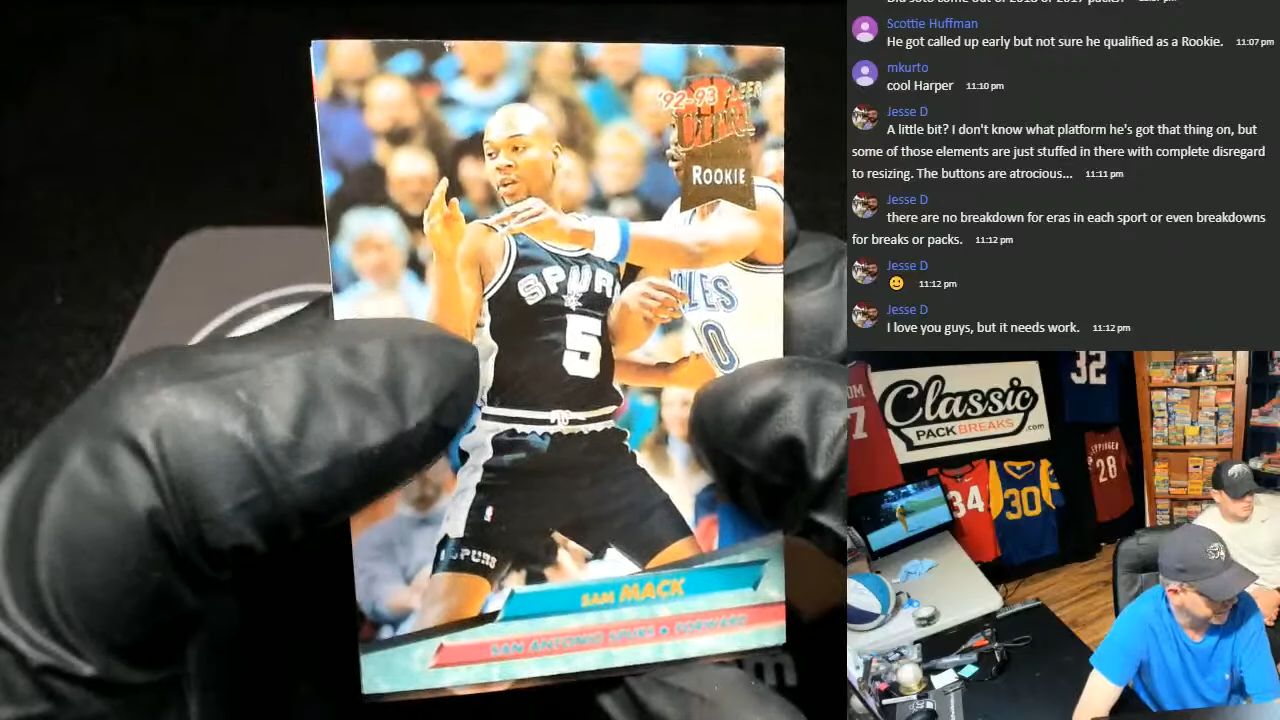 Scottie Huffman
He got called up early but not sure he qualified as a Rookie. 11:07 pm
mkurto
cool Harper 11:10 pm
Jesse D
A little bit? I don't know what platform he's got that thing on, but
some of those elements are just stuffed in there with complete disregard
to resizing. The buttons are atrocious... 11:11 pm
Jesse D
there are no breakdown for eras in each sport or even breakdowns
for breaks or packs. 11:12 pm
Jesse D
11:12 pm
Jesse D
I love you guys, but it needs work. 11:12 pm
'92-93 FLEER
ULTRA
ROOKIE
SPURS
5
0
SPURS
SAM MACK
SAN ANTONIO SPURS • FORWARD
Classic
PACK BREAKS
.com
32
7
34
30
28